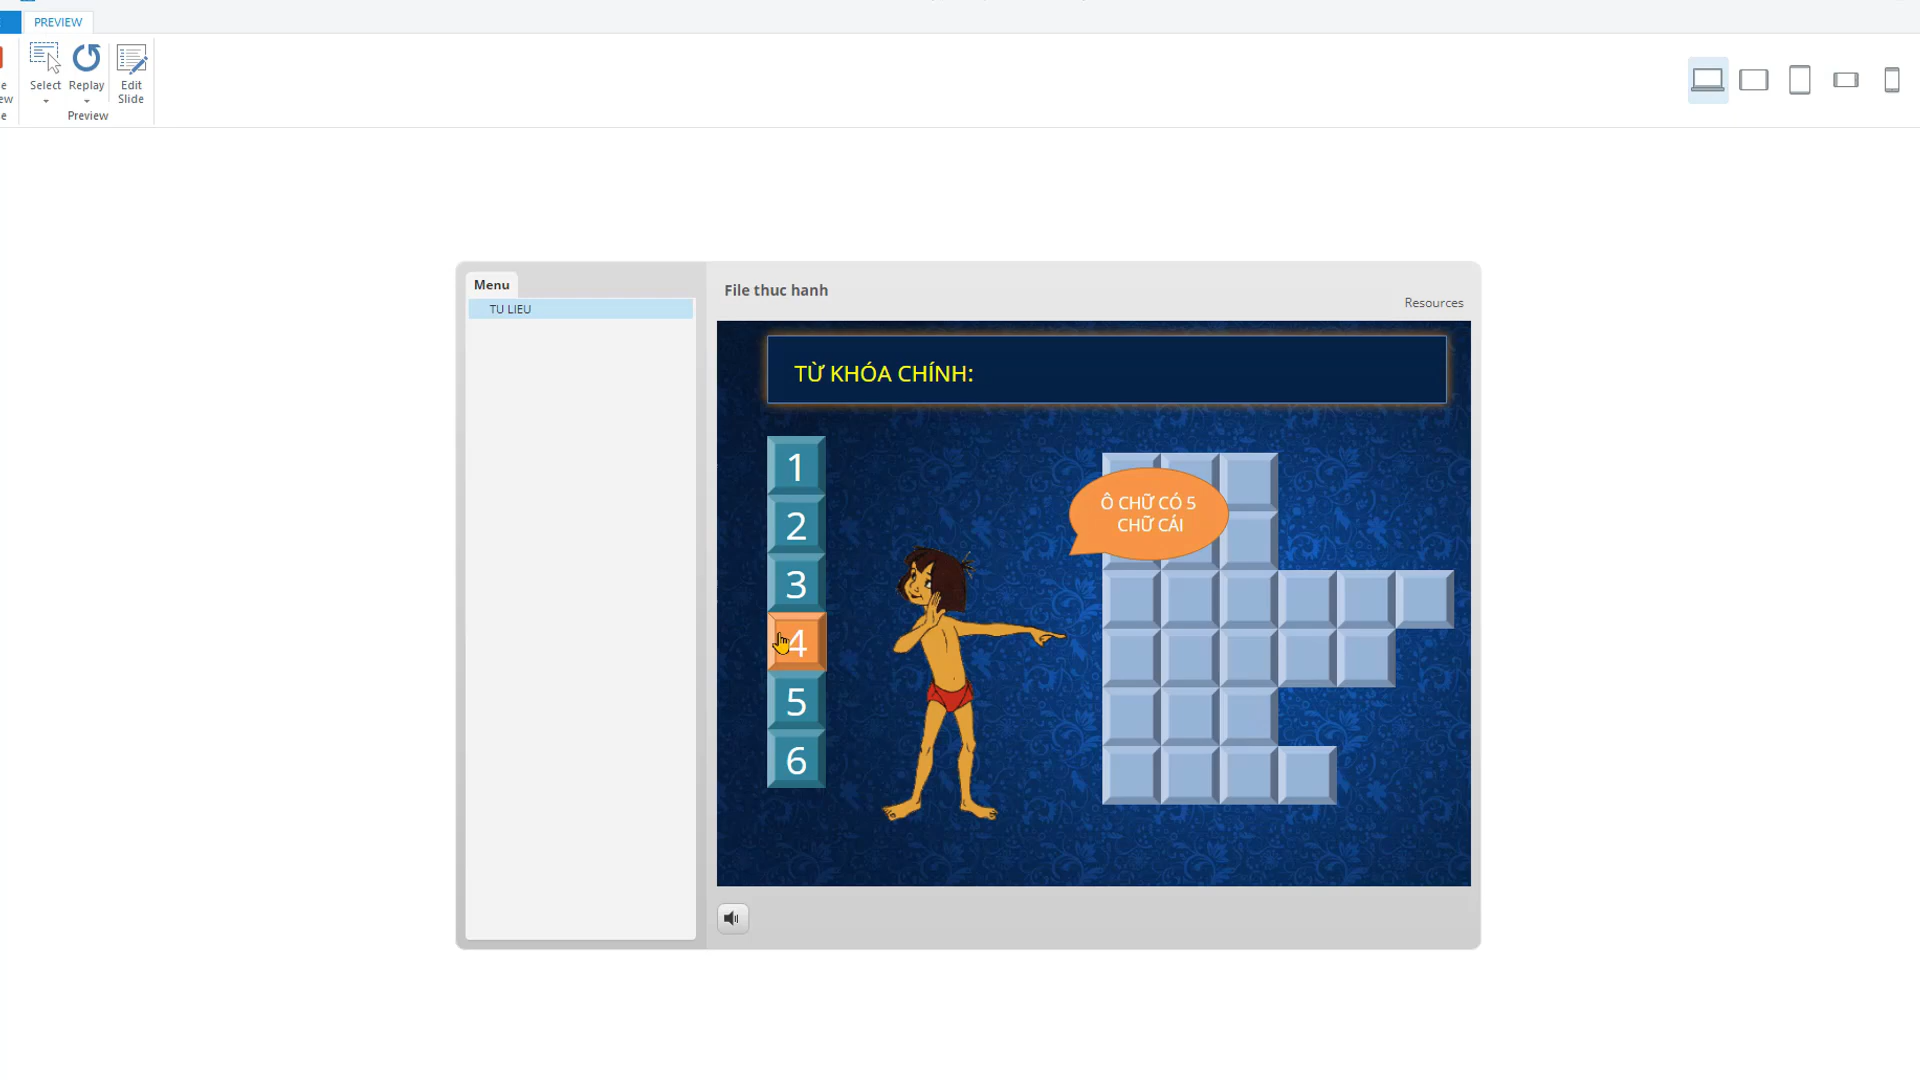 PREVIEW
Select
Replay
Edit
Slide
Preview
Menu
TU LIEU
File thuc hanh
Resources
TỪ KHÓA CHÍNH:
1
2
3
4
5
6
Ô CHỮ CÓ 5
CHỮ CÁI